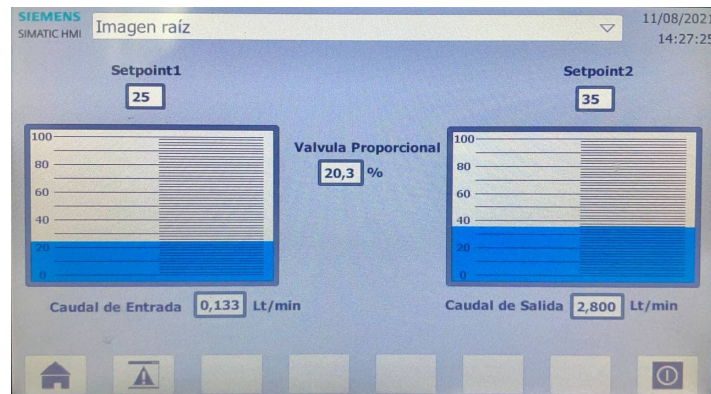 SIEMENS
SIMATIC HMI
Imagen raíz
11/08/2021
14:27:25
Setpoint1
25
Setpoint2
35
Valvula Proporcional
20,3 %
100
80
60
40
20
0
100
80
60
40
20
0
Caudal de Entrada 0,133 Lt/min
Caudal de Salida 2,800 Lt/min